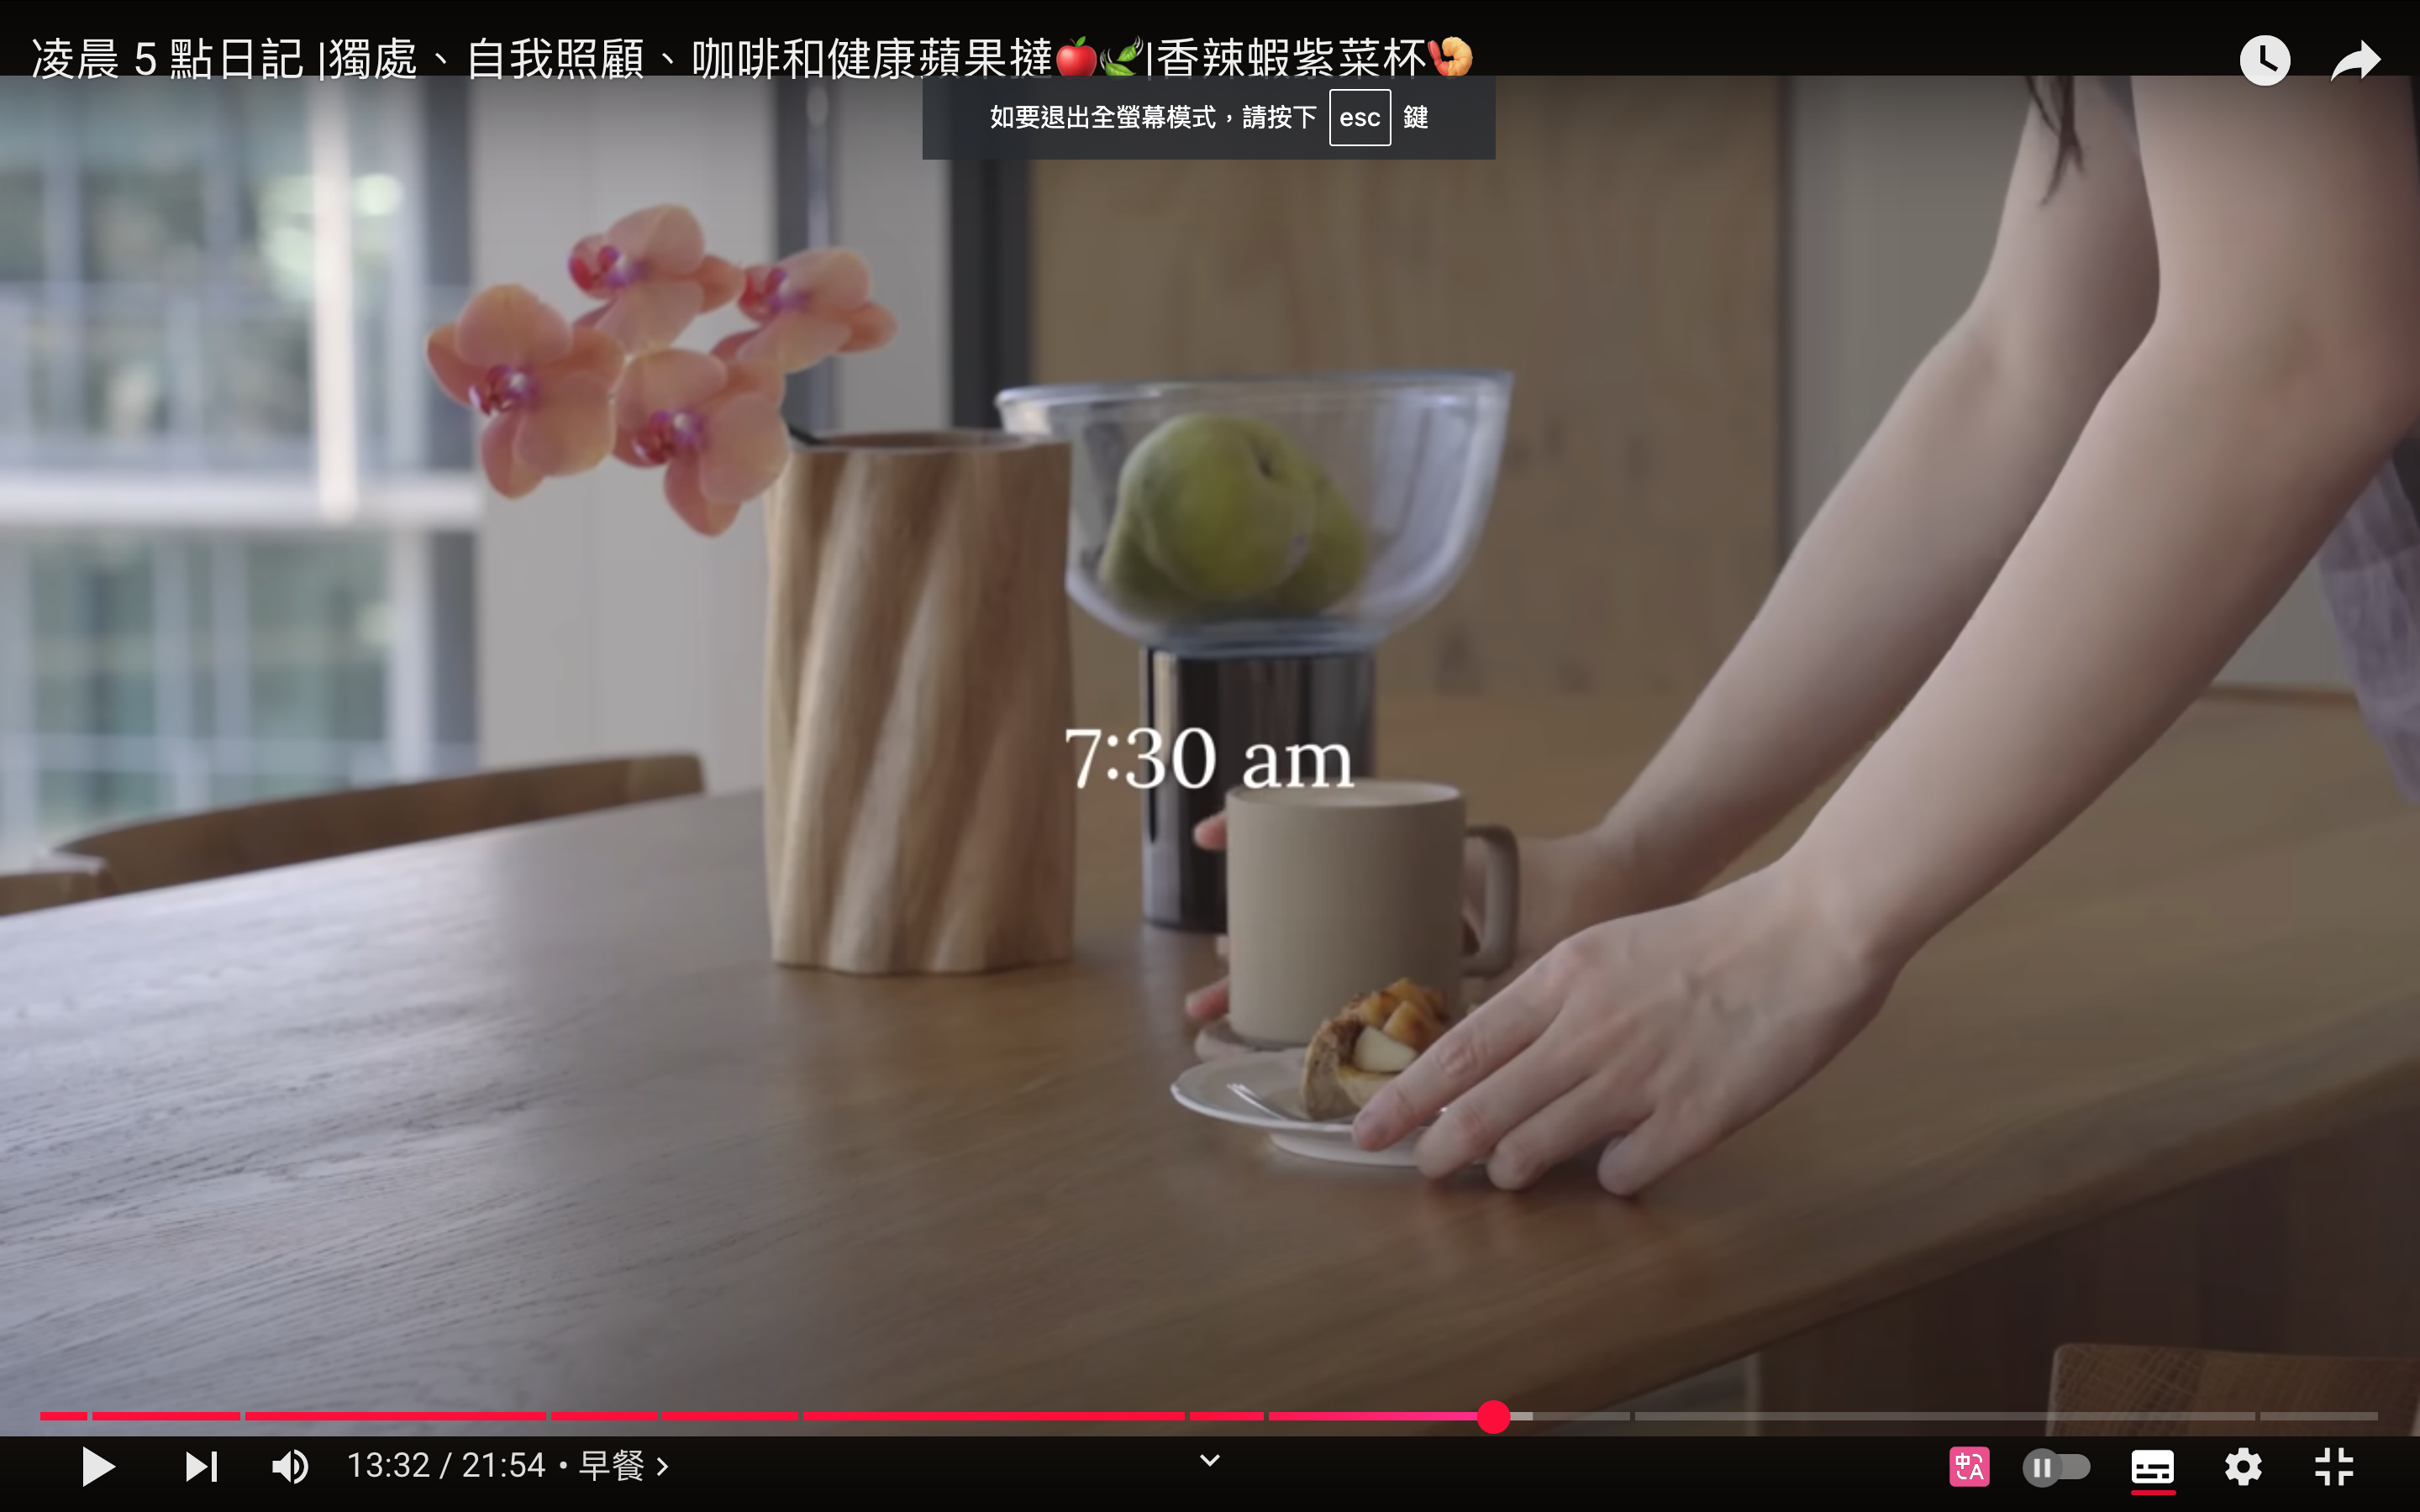 凌晨 5 點日記 |獨處、自我照顧、咖啡和健康蘋果撻🍎🌿|香辣蝦紫菜杯🍤
如要退出全螢幕模式，請按下 esc 鍵
7:30 am
13:32 / 21:54 • 早餐 >
中 A